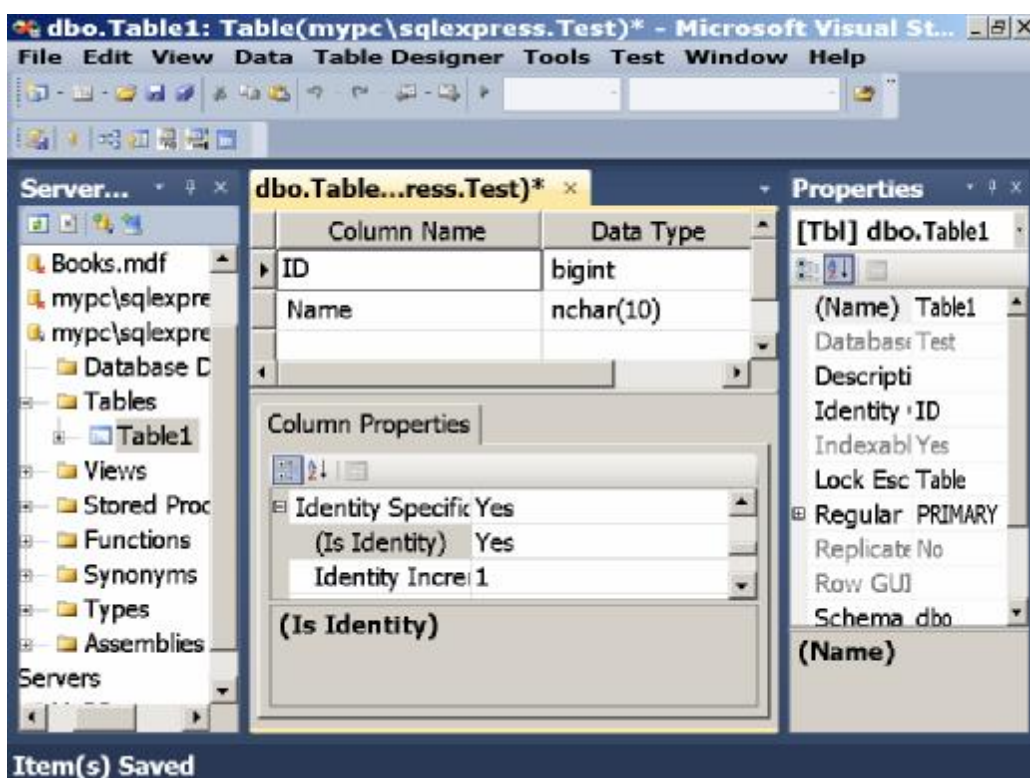 dbo.Table1: Table(mypc\sqlexpress.Test)* - Microsoft Visual St...
File Edit View Data Table Designer Tools Test Window Help
Server...
Books.mdf
mypc\sqlexpre
mypc\sqlexpre
Database D
Tables
Table1
Views
Stored Proc
Functions
Synonyms
Types
Assemblies
Servers
dbo.Table...ress.Test)*
Column Name Data Type
ID bigint
Name nchar(10)
Column Properties
Identity Specific Yes
(Is Identity) Yes
Identity Incre 1
(Is Identity)
Properties
[Tbl] dbo.Table1
(Name) Table1
Database Test
Descripti
Identity ID
Indexabl Yes
Lock Esc Table
Regular PRIMARY
Replicate No
Row GUI
Schema dbo
(Name)
Item(s) Saved